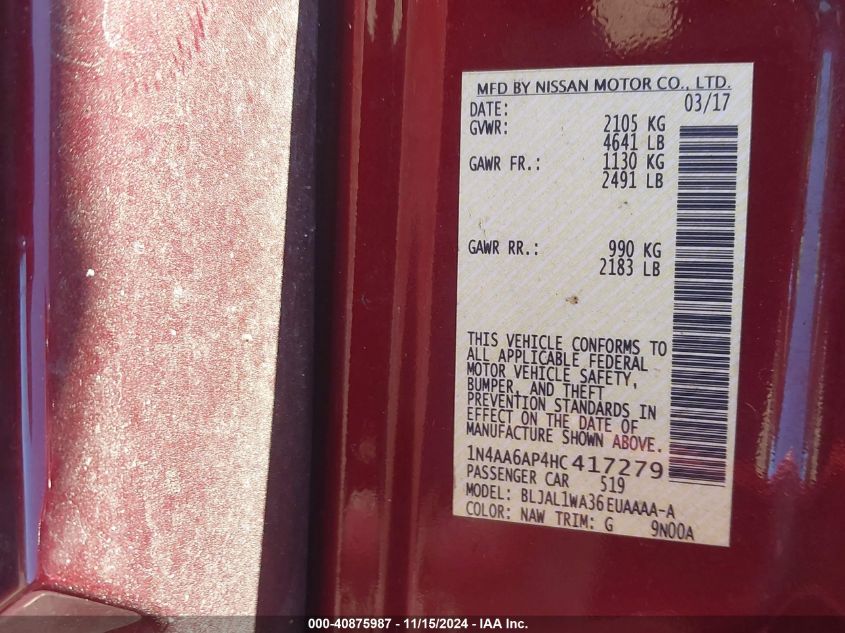 MFD BY NISSAN MOTOR CO., LTD.
DATE: 03/17
GVWR: 2105 KG
4641 LB
GAWR FR.: 1130 KG
2491 LB
GAWR RR.: 990 KG
2183 LB
THIS VEHICLE CONFORMS TO
ALL APPLICABLE FEDERAL
MOTOR VEHICLE SAFETY,
BUMPER, AND THEFT
PREVENTION STANDARDS IN
EFFECT ON THE DATE OF
MANUFACTURE SHOWN ABOVE.
1N4AA6AP4HC417279
PASSENGER CAR 519
MODEL: BLJAL1WA36EUAAAA-A
COLOR: NAW TRIM: G 9N00A
000-40875987 - 11/15/2024 - IAA Inc.